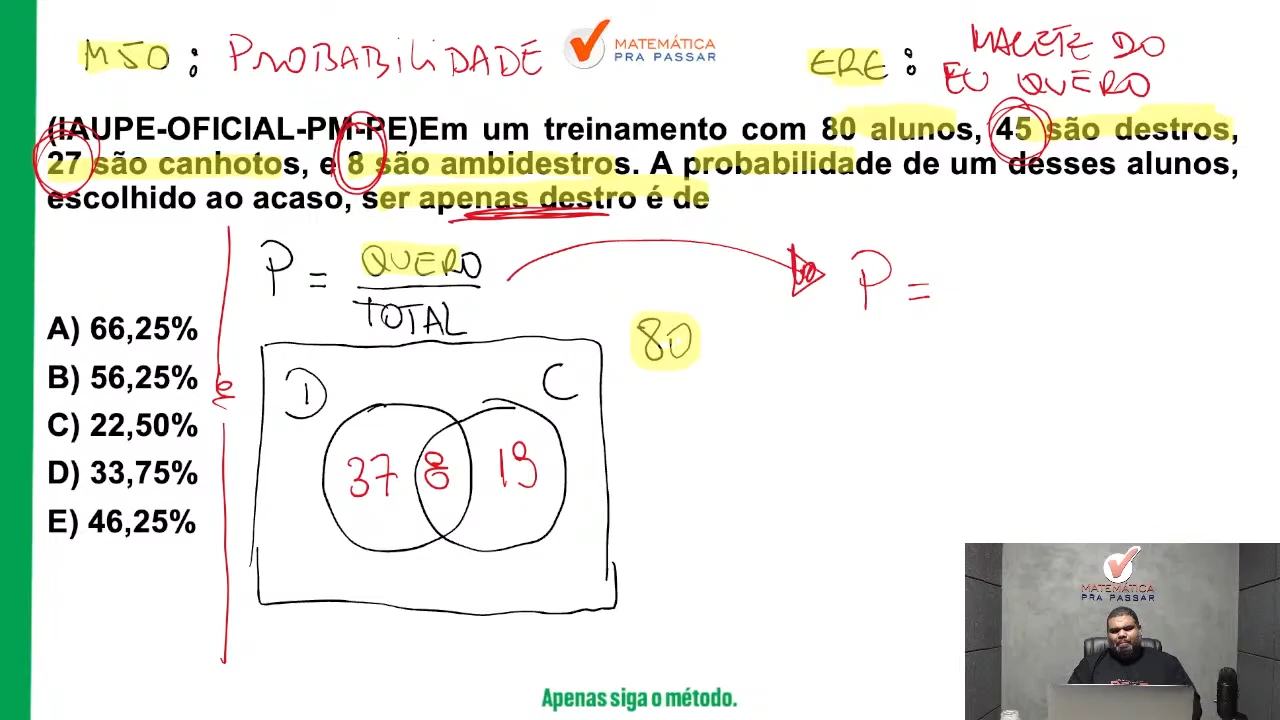 M50 : PROBABILIDADE
MATEMÁTICA
PRA PASSAR
ERE : MACETE DO
EU QUERO
(IAUPE-OFICIAL-PM-PE)Em um treinamento com 80 alunos, 45 são destros,
27 são canhotos, e 8 são ambidestros. A probabilidade de um desses alunos,
escolhido ao acaso, ser apenas destro é de
P = QUERO
TOTAL
P =
A) 66,25%
B) 56,25%
C) 22,50%
D) 33,75%
E) 46,25%
80
D C
37 8 19
MATEMÁTICA
PRA PASSAR
Apenas siga o método.